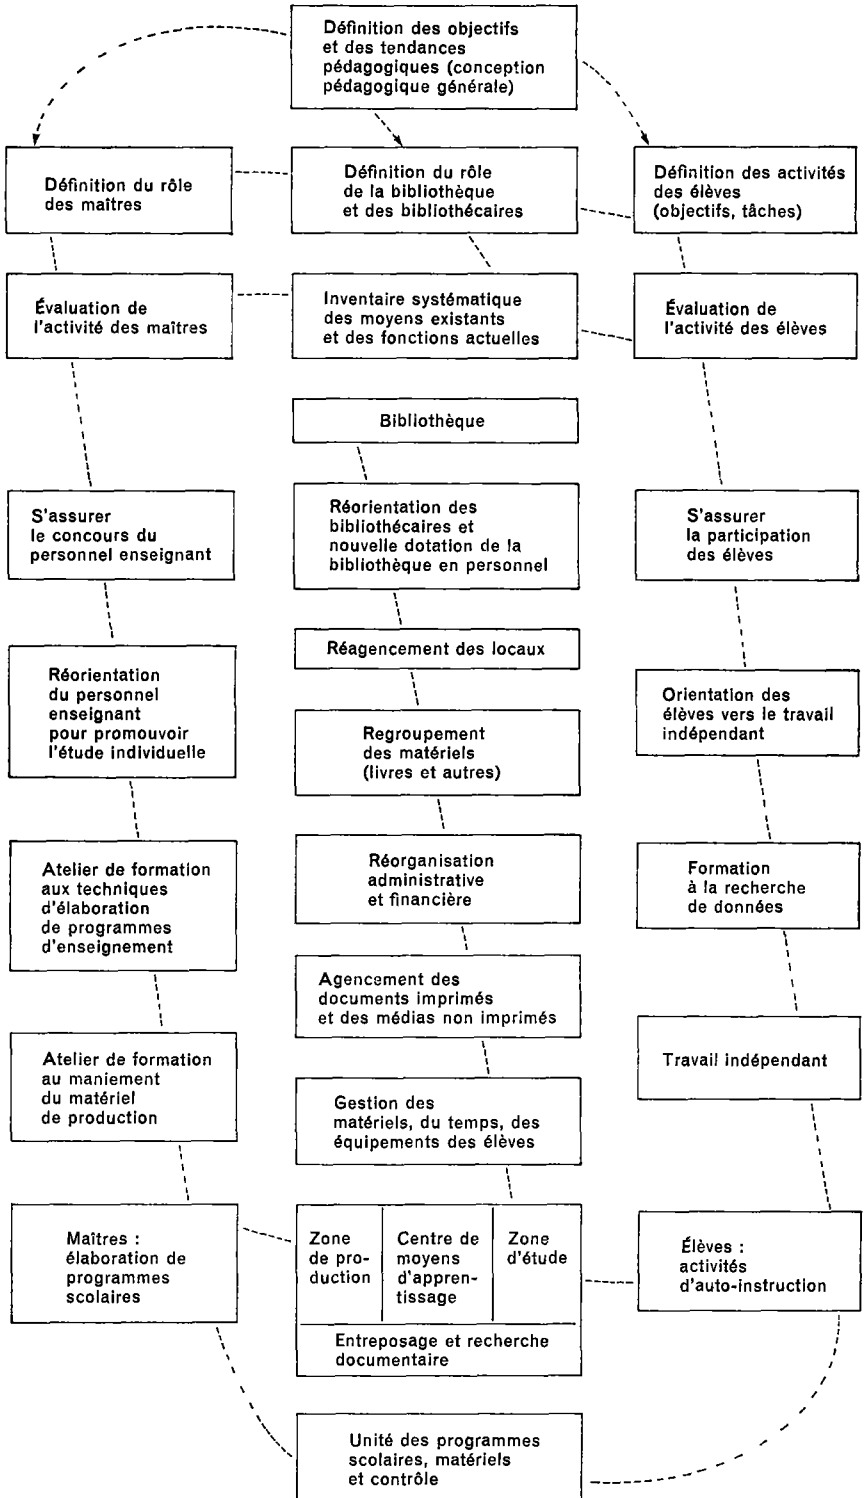 Définition des objectifs
et des tendances
pédagogiques (conception
pédagogique générale)
Définition du rôle
des maîtres
Définition du rôle
de la bibliothèque
et des bibliothécaires
Définition des activités
des élèves
(objectifs, tâches)
Évaluation de
l'activité des maîtres
Inventaire systématique
des moyens existants
et des fonctions actuelles
Évaluation de
l'activité des élèves
Bibliothèque
S'assurer
le concours du
personnel enseignant
Réorientation des
bibliothécaires et
nouvelle dotation de la
bibliothèque en personnel
S'assurer
la participation
des élèves
Réagencement des locaux
Réorientation
du personnel
enseignant
pour promouvoir
l'étude individuelle
Regroupement
des matériels
(livres et autres)
Orientation des
élèves vers le travail
indépendant
Atelier de formation
aux techniques
d'élaboration
de programmes
d'enseignement
Réorganisation
administrative
et financière
Formation
à la recherche
de données
Agencement des
documents imprimés
et des médias non imprimés
Atelier de formation
au maniement
du matériel
de production
Travail indépendant
Gestion des
matériels, du temps, des
équipements des élèves
Maîtres :
élaboration de
programmes
scolaires
Zone
de pro-
duction
Centre de
moyens
d'appren-
tissage
Zone
d'étude
Élèves :
activités
d'auto-instruction
Entreposage et recherche
documentaire
Unité des programmes
scolaires, matériels
et contrôle